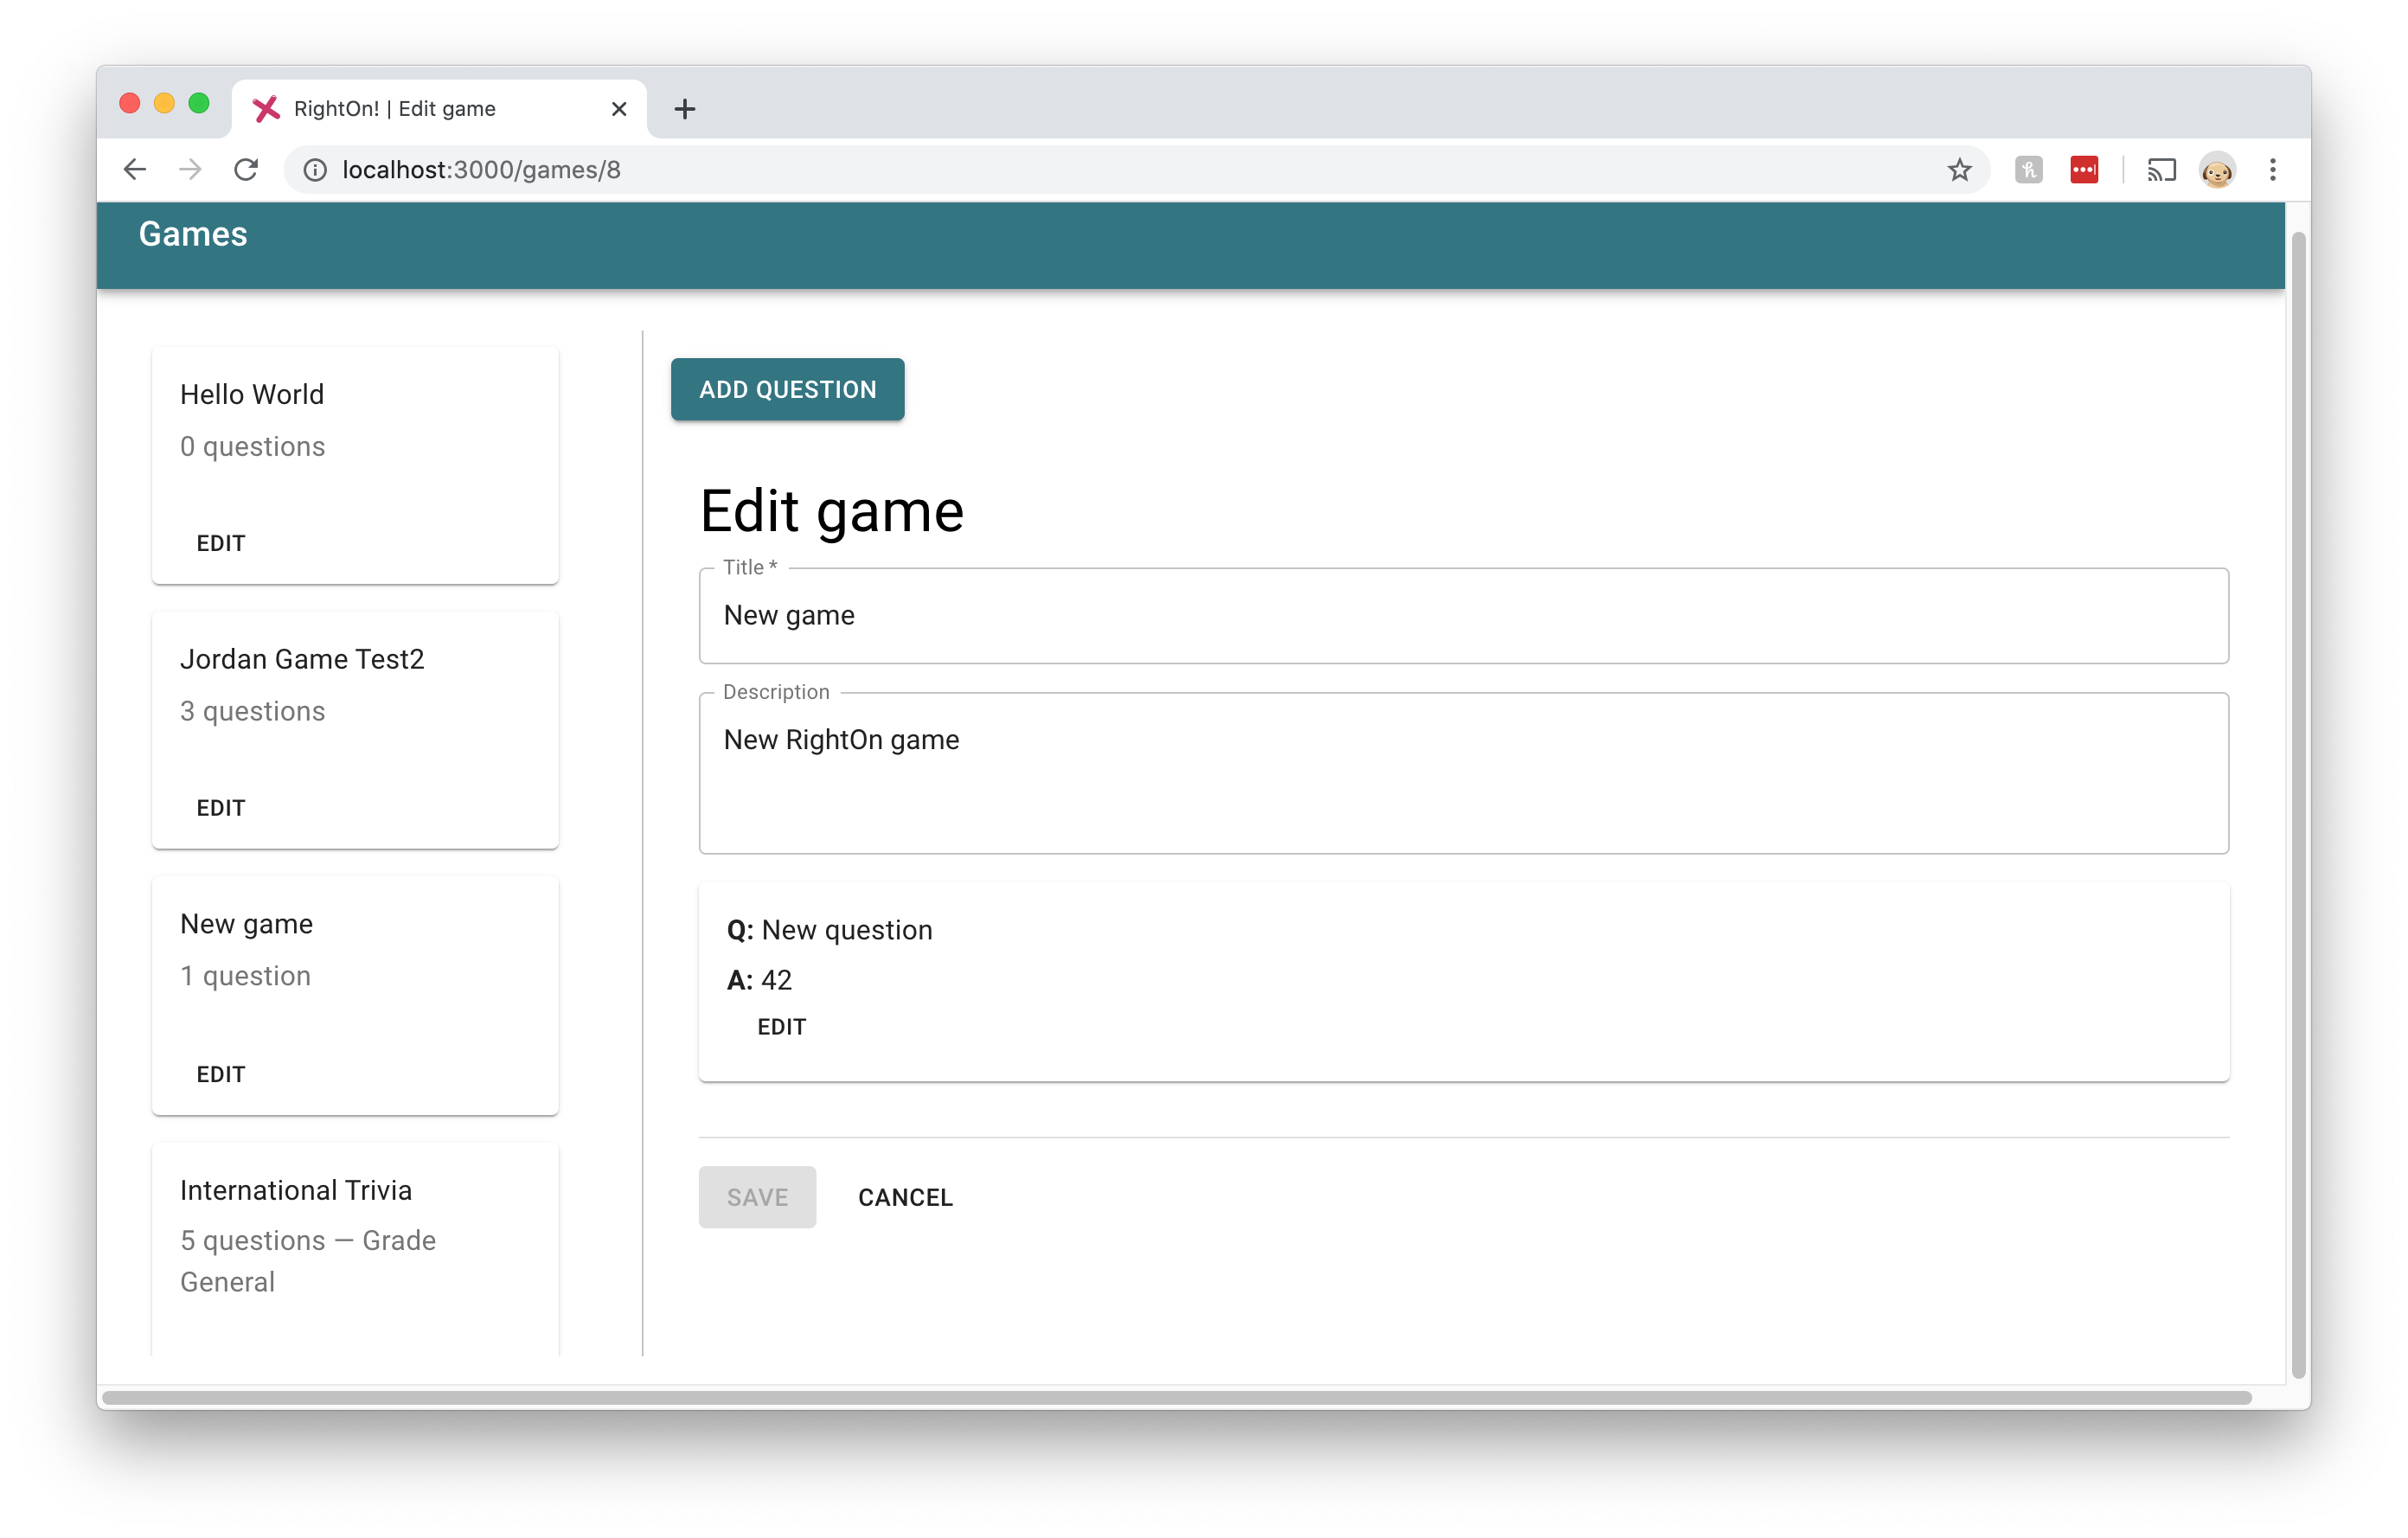 RightOn! | Edit game
localhost:3000/games/8
Games
Hello World
0 questions
EDIT
Jordan Game Test2
3 questions
EDIT
New game
1 question
EDIT
International Trivia
5 questions — Grade
General
ADD QUESTION
Edit game
Title *
New game
Description
New RightOn game
Q: New question
A: 42
EDIT
SAVE CANCEL